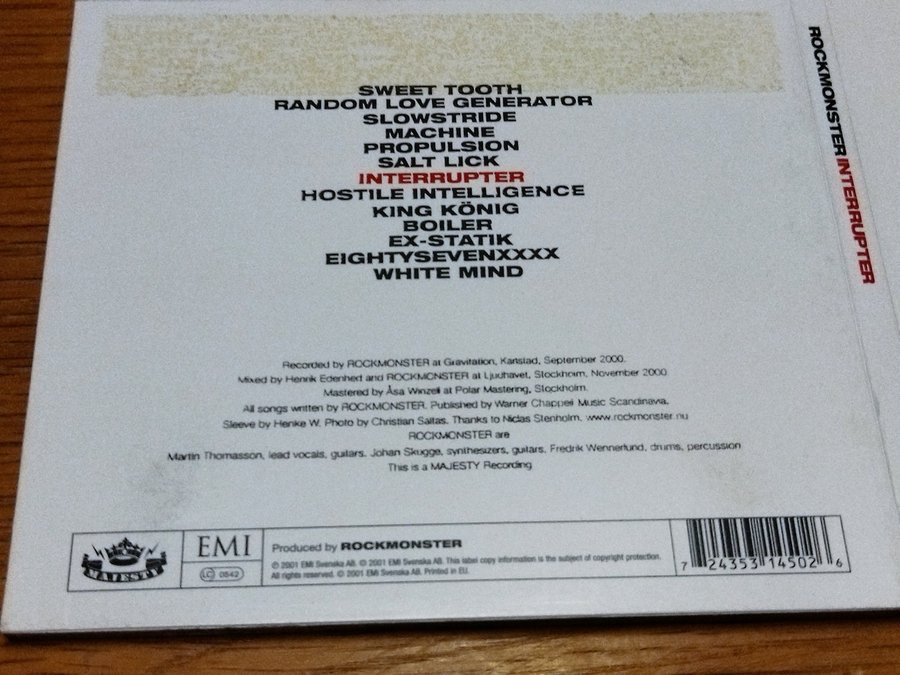 SWEET TOOTH
RANDOM LOVE GENERATOR
SLOWSTRIDE
MACHINE
PROPULSION
SALT LICK
INTERRUPTER
HOSTILE INTELLIGENCE
KING KÖNIG
BOILER
EX-STATIK
EIGHTYSEVENXXXX
WHITE MIND
Recorded by ROCKMONSTER at Gravitation, Karlstad, September 2000.
Mixed by Henrik Edenhed and ROCKMONSTER at Ljudhavet, Stockholm, November 2000
Mastered by Åsa Winzell at Polar Mastering, Stockholm.
All songs written by ROCKMONSTER. Published by Warner Chappell Music Scandinavia.
Sleeve by Henke W. Photo by Christian Saltas. Thanks to Niclas Stenholm. www.rockmonster.nu
ROCKMONSTER are
Martin Thomasson, lead vocals, guitars. Johan Skugge, synthesizers, guitars. Fredrik Wennerlund, drums, percussion
This is a MAJESTY Recording
MAJESTY
EMI
LC 0542
Produced by ROCKMONSTER
℗ 2001 EMI Svenska AB. © 2001 EMI Svenska AB. This label copy information is the subject of copyright protection.
All rights reserved. © 2001 EMI Svenska AB. Printed in EU.
7 24353 14502 6
ROCKMONSTER INTERRUPTER